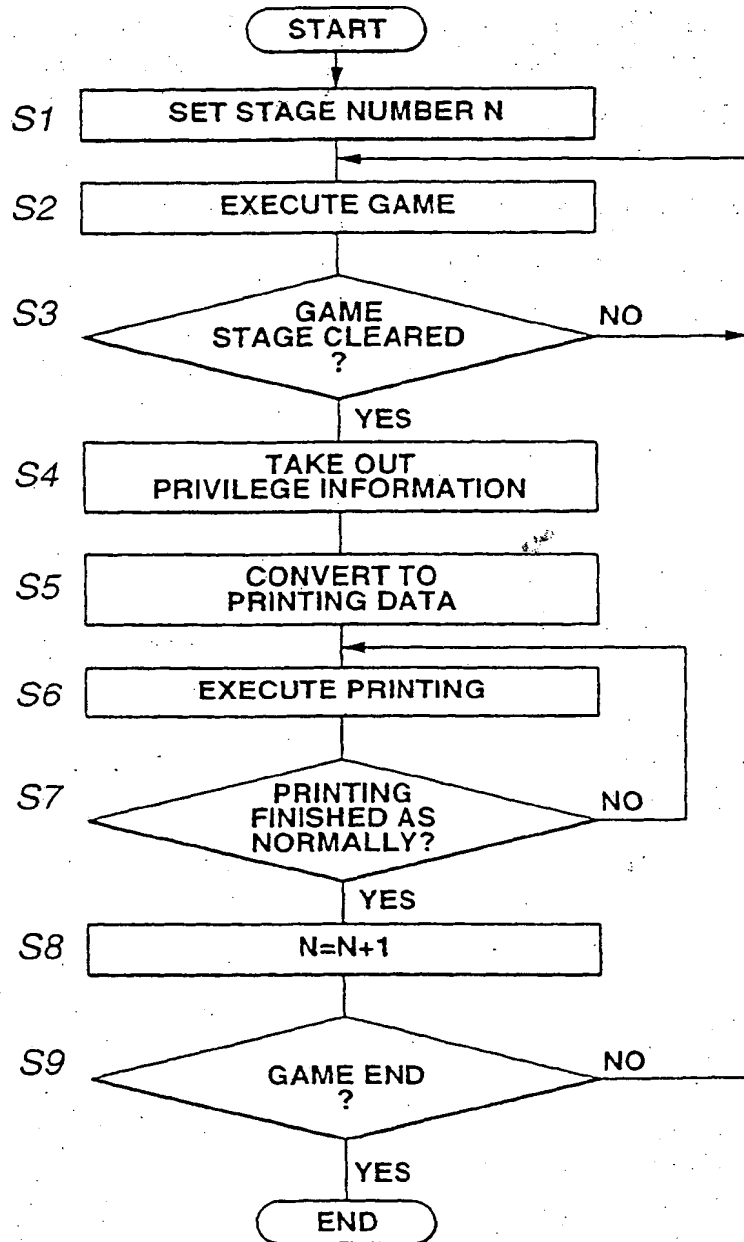 START
S1
SET STAGE NUMBER N
S2
EXECUTE GAME
S3
GAME
STAGE CLEARED
?
NO
YES
S4
TAKE OUT
PRIVILEGE INFORMATION
S5
CONVERT TO
PRINTING DATA
S6
EXECUTE PRINTING
S7
PRINTING
FINISHED AS
NORMALLY?
NO
YES
S8
N=N+1
S9
GAME END
?
NO
YES
END